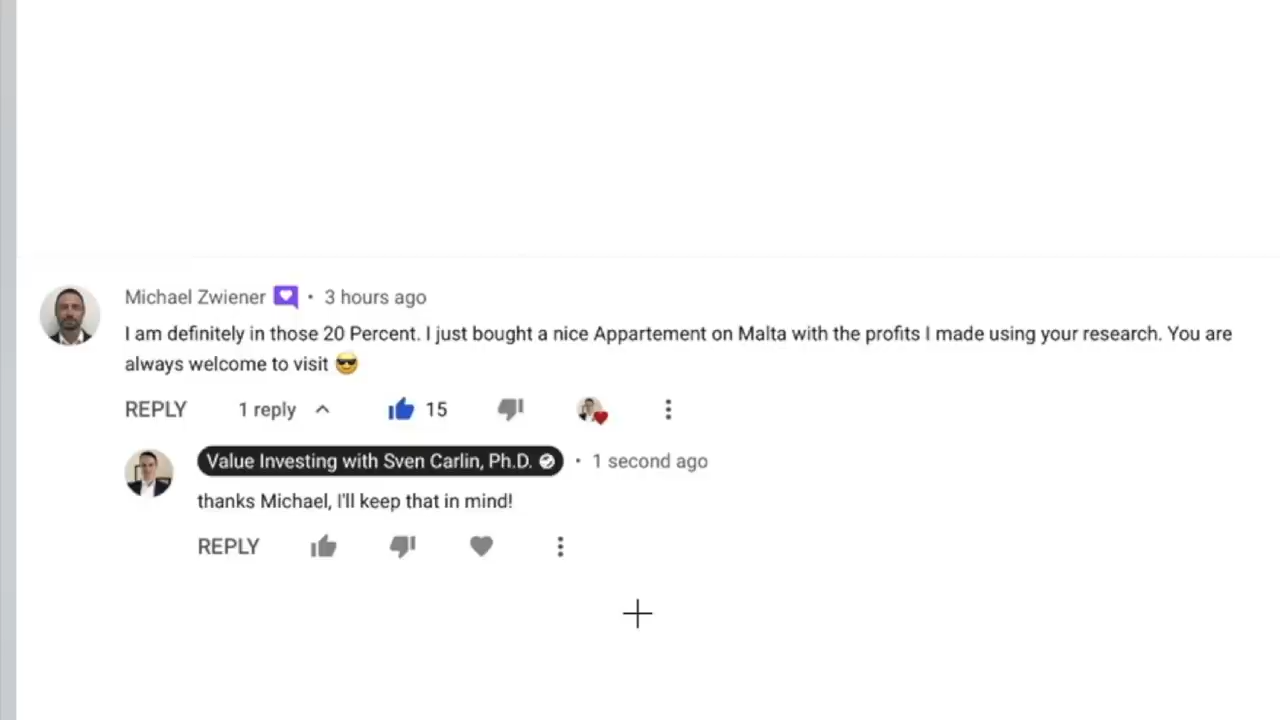 Michael Zwiener • 3 hours ago
I am definitely in those 20 Percent. I just bought a nice Appartement on Malta with the profits I made using your research. You are
always welcome to visit 😎
REPLY 1 reply 15
Value Investing with Sven Carlin, Ph.D. • 1 second ago
thanks Michael, I'll keep that in mind!
REPLY